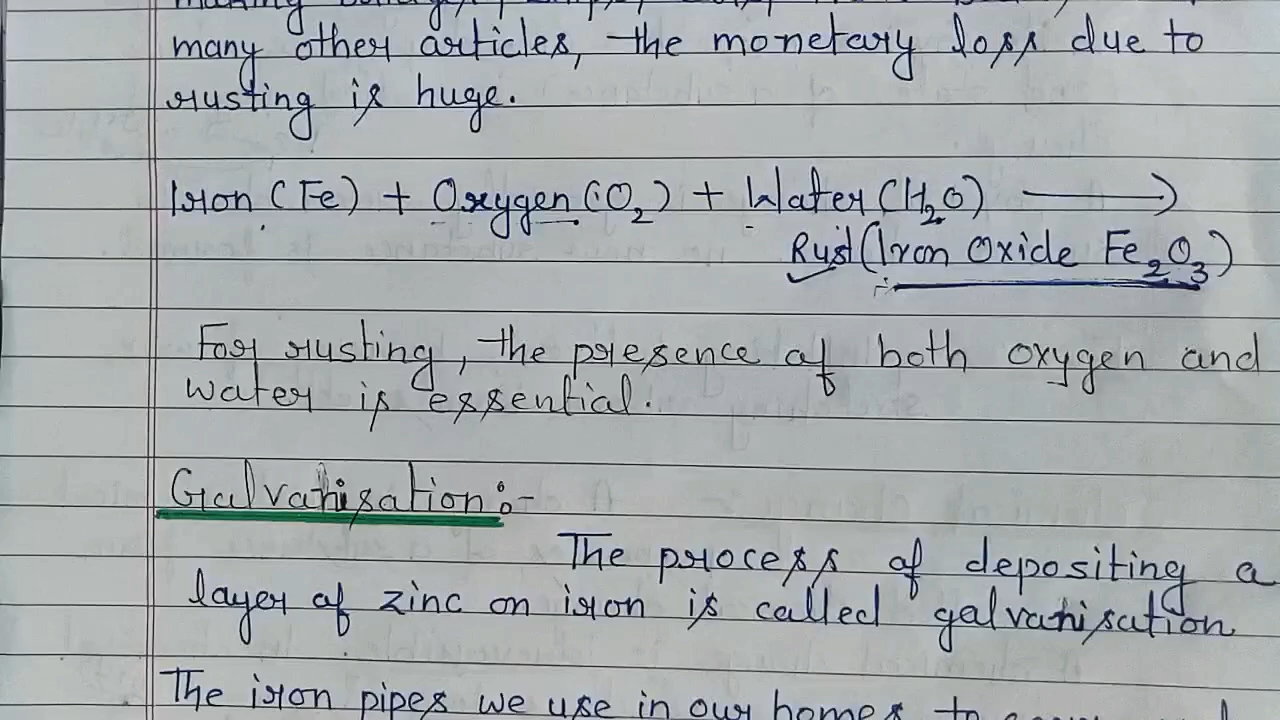 many other articles, the monetary loss due to
rusting is huge.
Iron (Fe) + Oxygen (O₂) + Water (H₂O) ⟶
Rust (Iron Oxide Fe₂O₃)
For rusting, the presence of both oxygen and
water is essential.
Galvanisation :-
The process of depositing a
layer of zinc on iron is called galvanisation
The iron pipes we use in our homes to